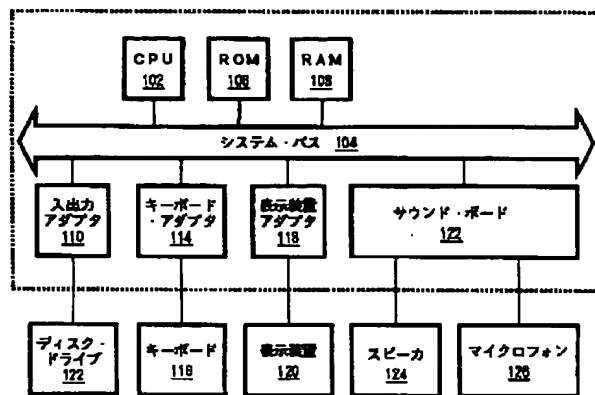 CPU
102
ROM
106
RAM
108
システム・バス 104
入出力
アダプタ
110
キーボード
・アダプタ
114
表示装置
アダプタ
118
サウンド・ボード
122
ディスク・
ドライブ
122
キーボード
116
表示装置
120
スピーカ
124
マイクロフォン
126